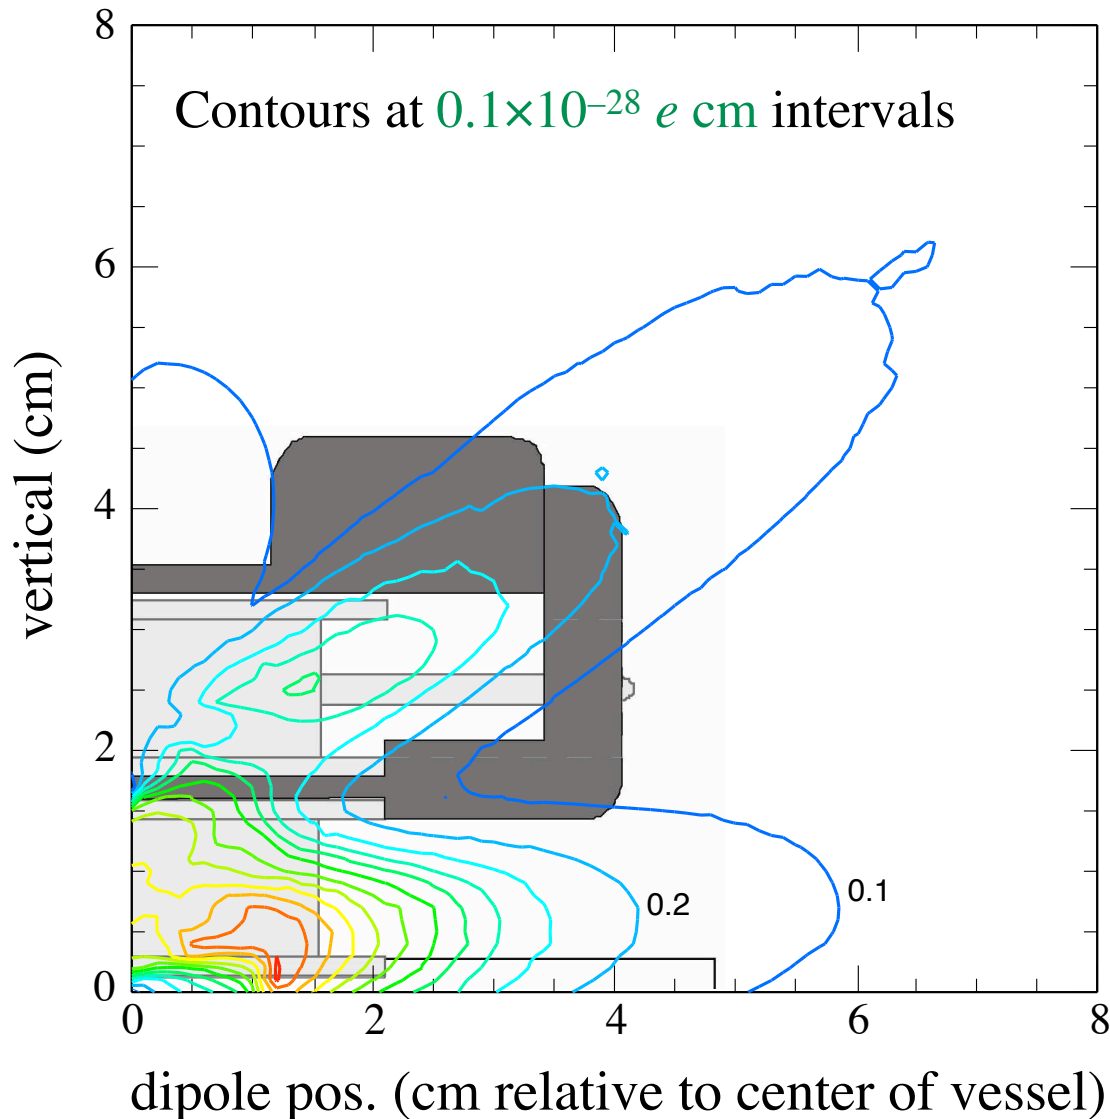 8
Contours at 0.1×10–28 e cm intervals
6
vertical (cm)
4
2
0.2
0.1
0
0 2 4 6 8
dipole pos. (cm relative to center of vessel)